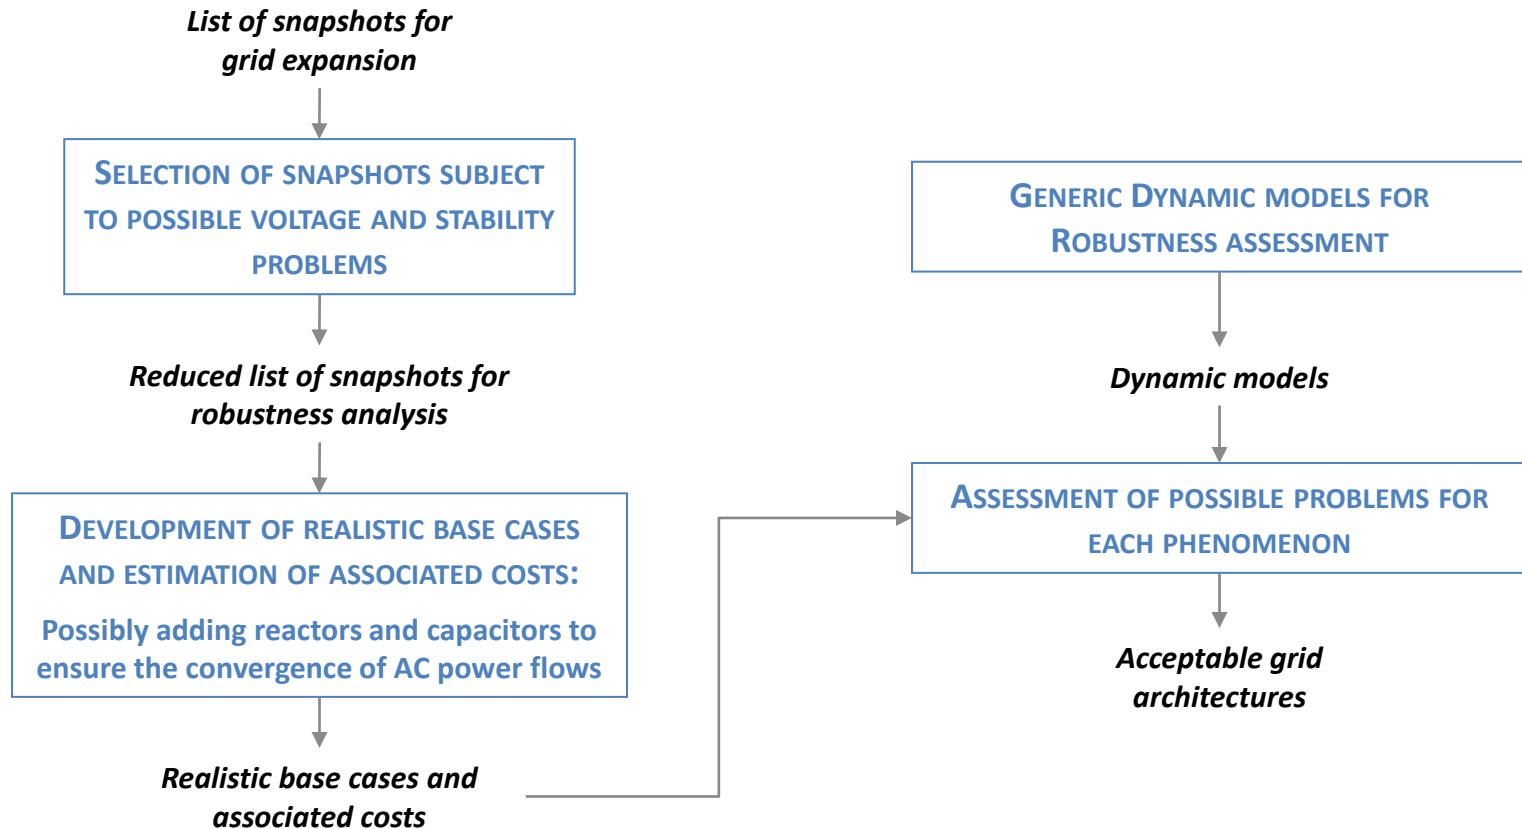 List of snapshots for
grid expansion
SELECTION OF SNAPSHOTS SUBJECT
TO POSSIBLE VOLTAGE AND STABILITY
PROBLEMS
Reduced list of snapshots for
robustness analysis
DEVELOPMENT OF REALISTIC BASE CASES
AND ESTIMATION OF ASSOCIATED COSTS:
Possibly adding reactors and capacitors to
ensure the convergence of AC power flows
Realistic base cases and
associated costs
GENERIC DYNAMIC MODELS FOR
ROBUSTNESS ASSESSMENT
Dynamic models
ASSESSMENT OF POSSIBLE PROBLEMS FOR
EACH PHENOMENON
Acceptable grid
architectures